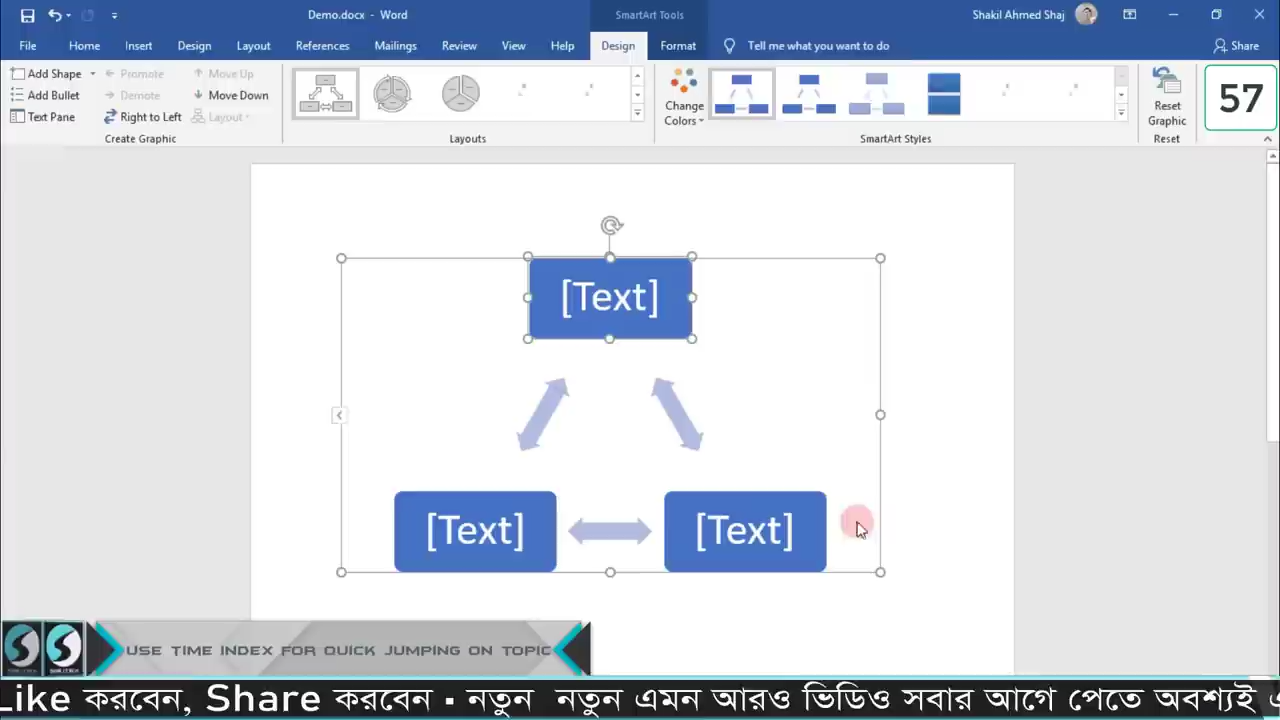 Demo.docx - Word
SmartArt Tools
Shakil Ahmed Shaj
File Home Insert Design Layout References Mailings Review View Help Design Format Tell me what you want to do Share
Add Shape Promote Move Up
Add Bullet Demote Move Down
Text Pane Right to Left Layout
Create Graphic
Layouts
Change Colors
SmartArt Styles
Reset Graphic
Reset
57
[Text]
[Text] [Text]
USE TIME INDEX FOR QUICK JUMPING ON TOPIC
Like করবেন, Share করবেন ▪ নতুন নতুন এমন আরও ভিডিও সবার আগে পেতে অবশ্যই